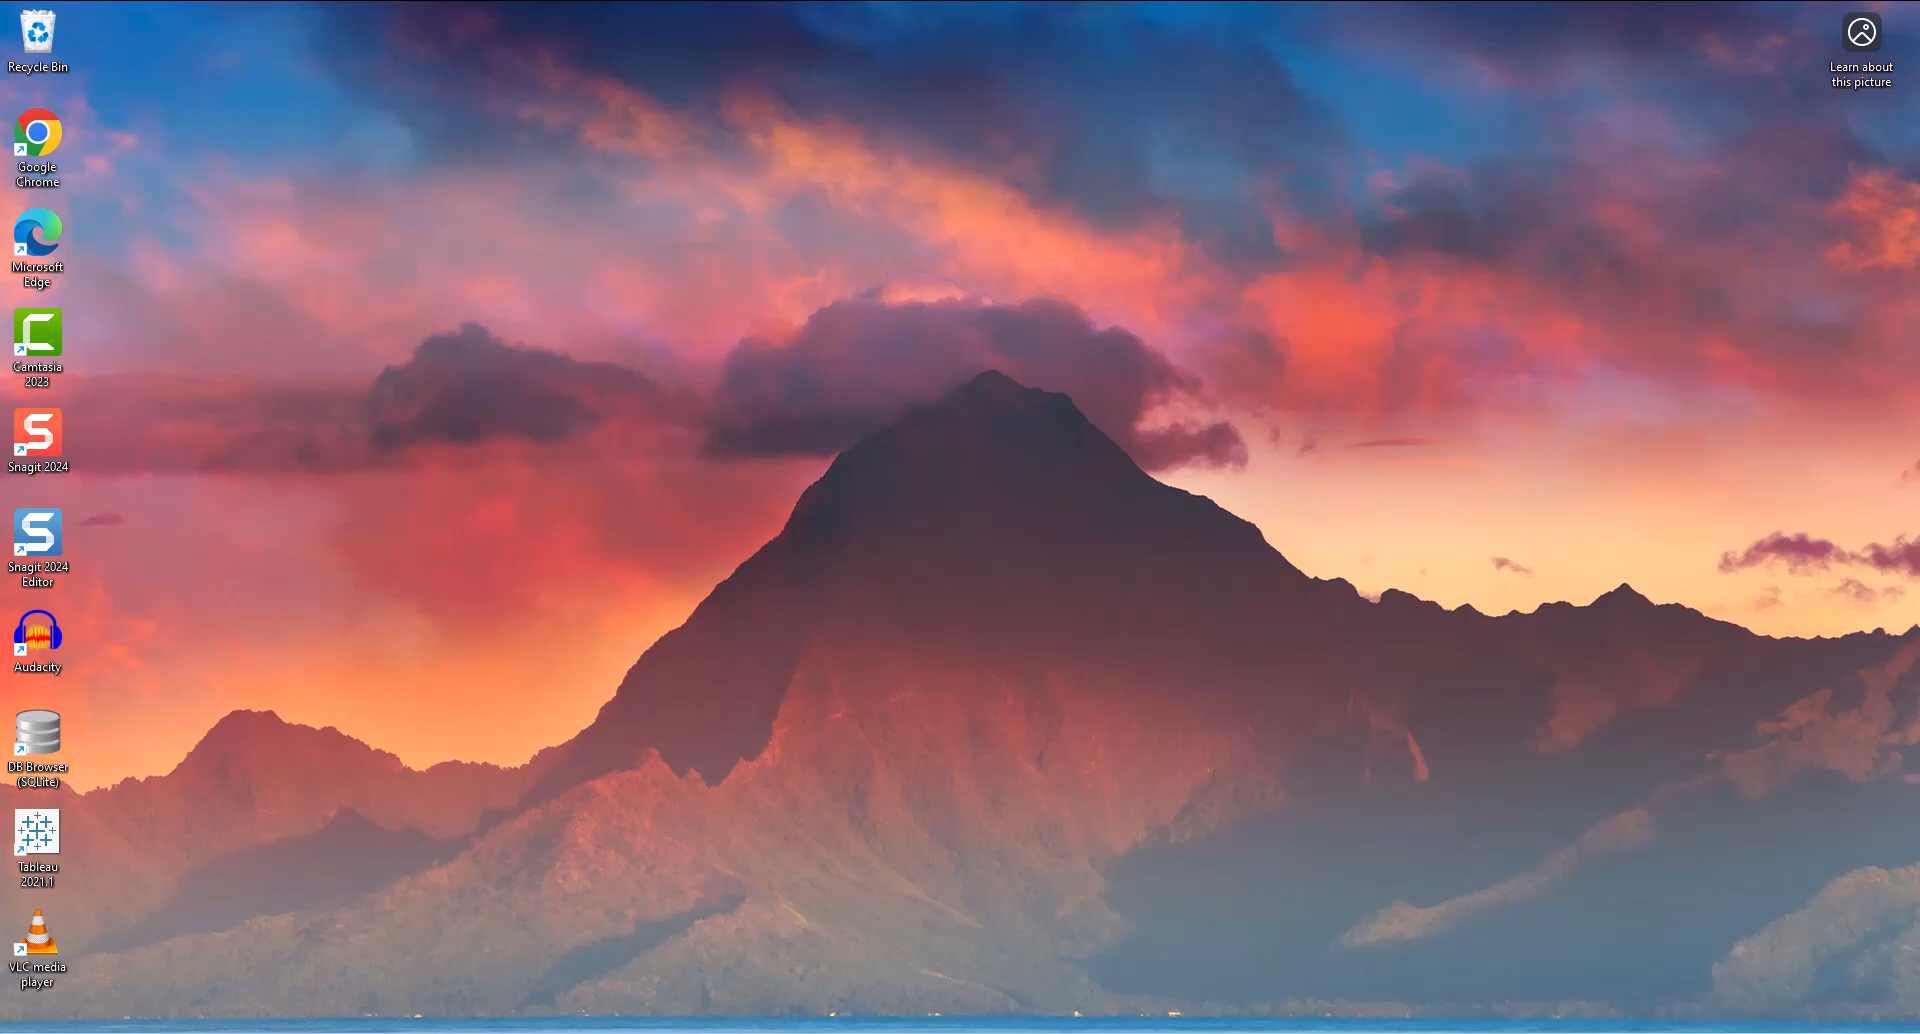 Recycle Bin
Google
Chrome
Microsoft
Edge
Camtasia
2023
Snagit 2024
Snagit 2024
Editor
Audacity
DB Browser
(SQLite)
Tableau
2021.1
VLC media
player
Learn about
this picture